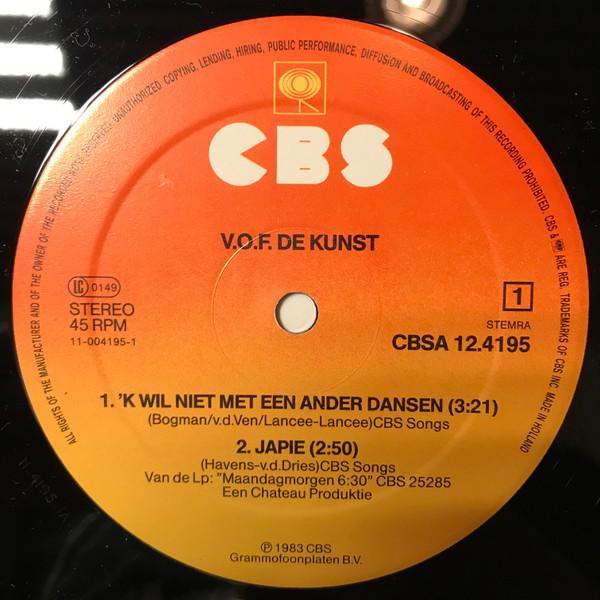 ALL RIGHTS OF THE MANUFACTURER AND OF THE OWNER OF THE RECORDED WORK RESERVED. UNAUTHORIZED COPYING, LENDING, HIRING, PUBLIC PERFORMANCE, DIFFUSION AND BROADCASTING OF THIS RECORDING PROHIBITED. CBS & ARE REG. TRADEMARKS OF CBS INC. MADE IN HOLLAND
CBS
V.O.F. DE KUNST
LC 0149
STEREO
45 RPM
11-004195-1
1
STEMRA
CBSA 12.4195
1. 'K WIL NIET MET EEN ANDER DANSEN (3:21)
(Bogman/v.d.Ven/Lancee-Lancee)CBS Songs
2. JAPIE (2:50)
(Havens-v.d.Dries)CBS Songs
Van de Lp: "Maandagmorgen 6:30" CBS 25285
Een Chateau Produktie
℗ 1983 CBS
Grammofoonplaten B.V.